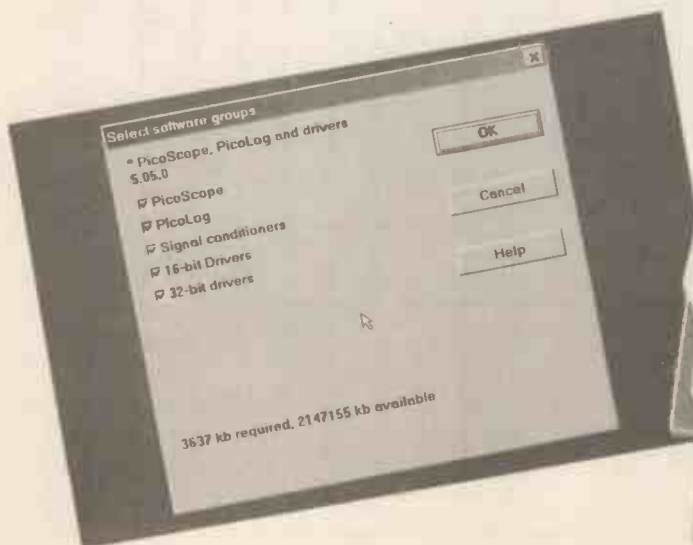 Select software groups
* PicoScope, PicoLog and drivers
5.05.0
PicoScope
PicoLog
Signal conditioners
16-bit Drivers
32-bit drivers
OK
Cancel
Help
3637 kb required, 2147155 kb available